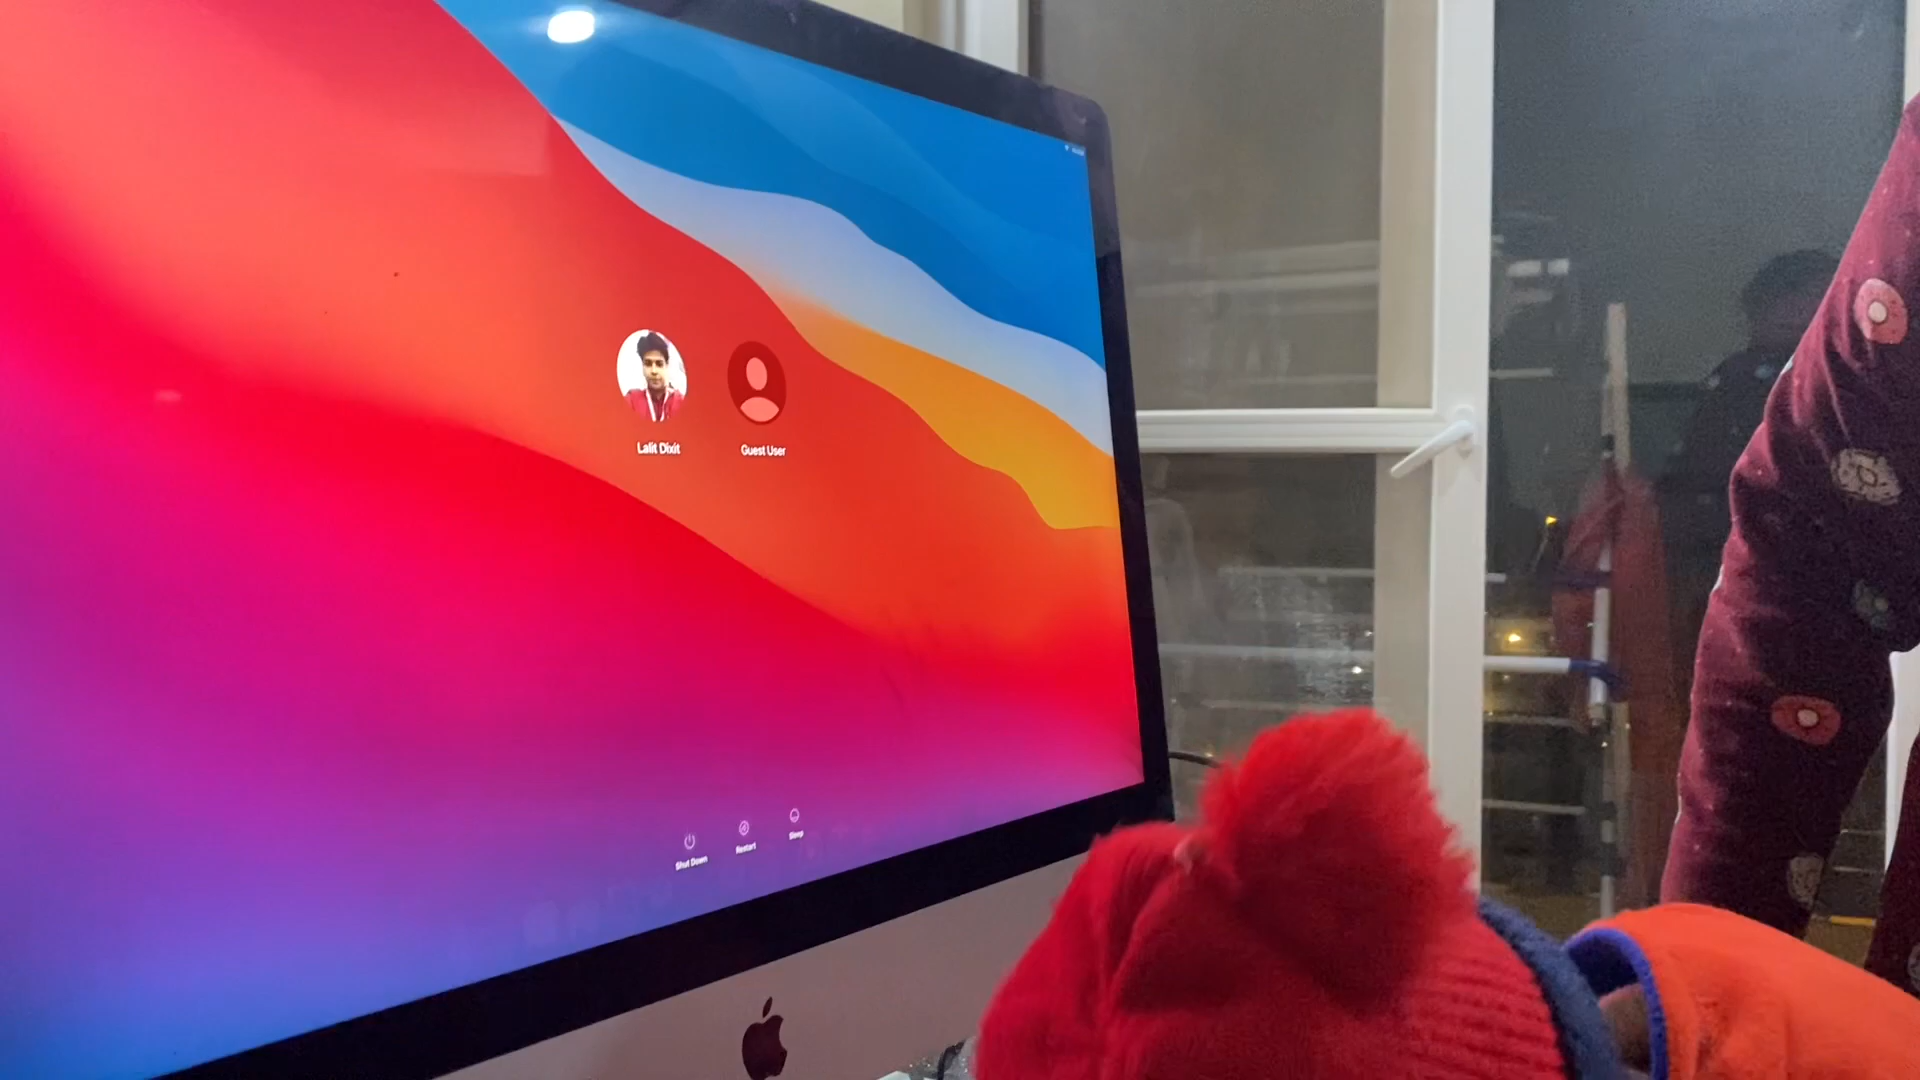 Lalit Dixit
Guest User
Shut Down
Restart
Sleep